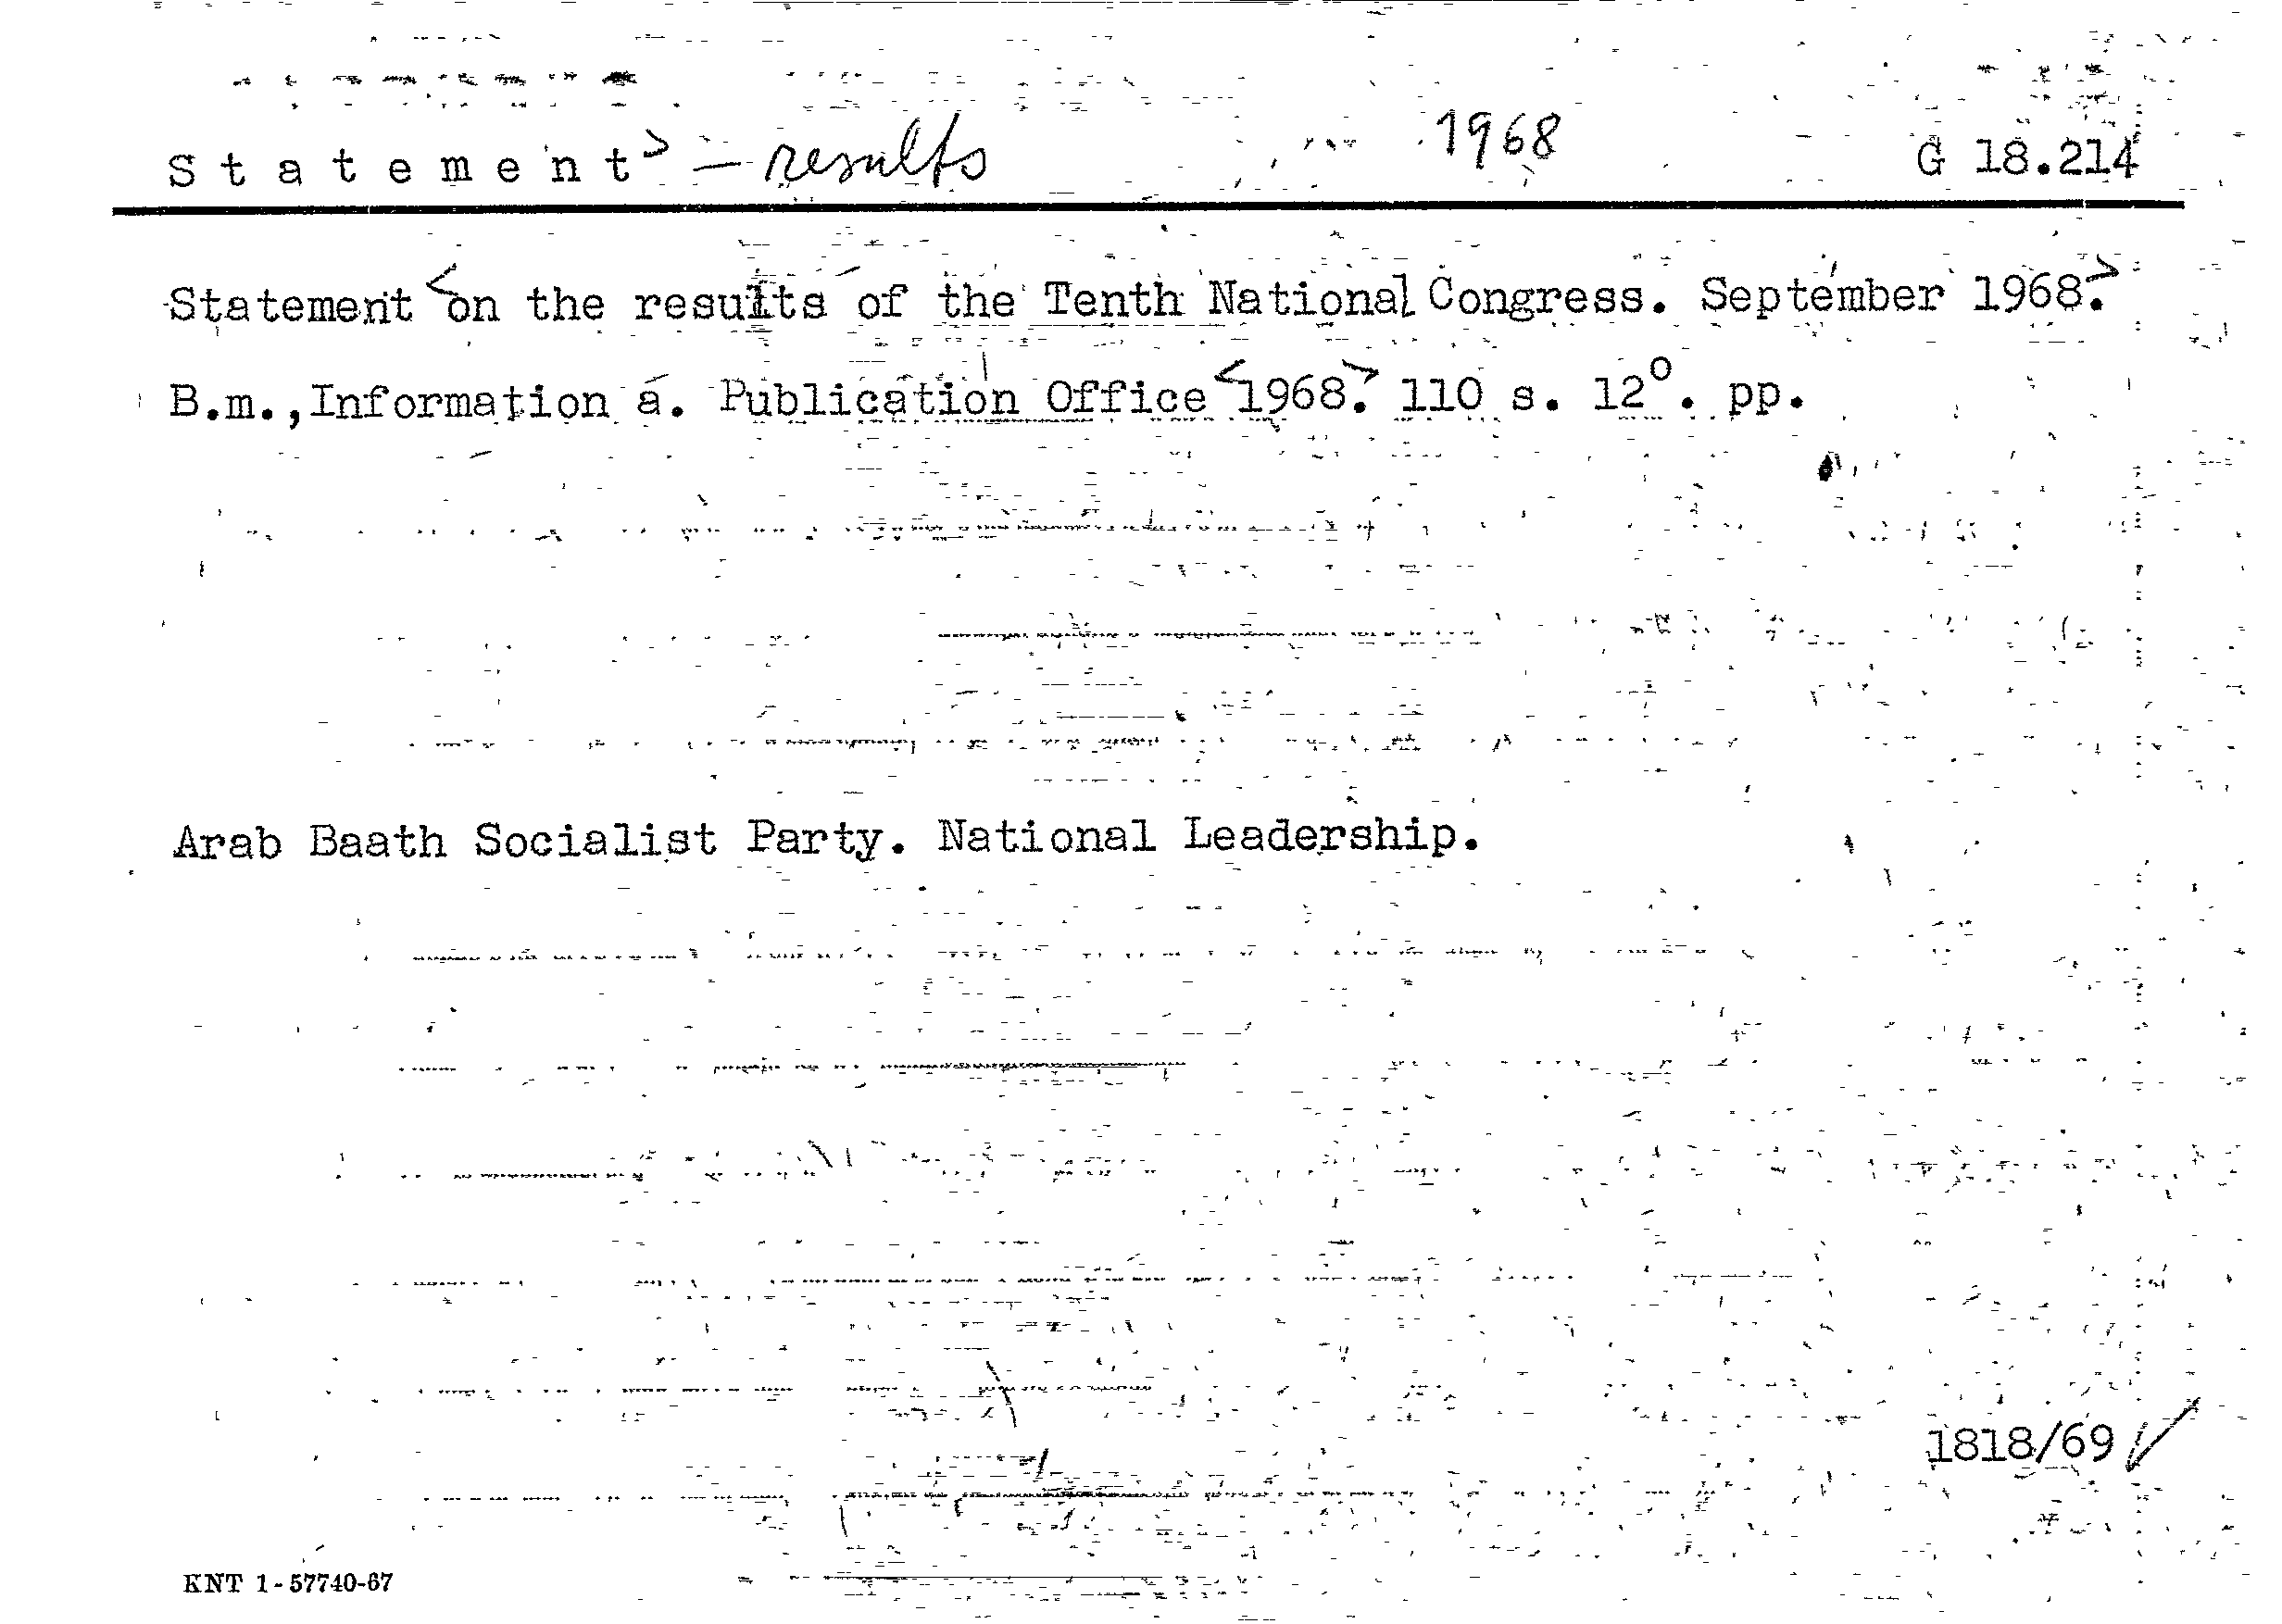 Statement> — results 1968 G 18.214
Statement <on the results of the Tenth National Congress. September 1968.>
B.m.,Information a. Publication Office <1968.> 110 s. 12°. pp.
Arab Baath Socialist Party. National Leadership.
1818/69
KNT 1-57740-67